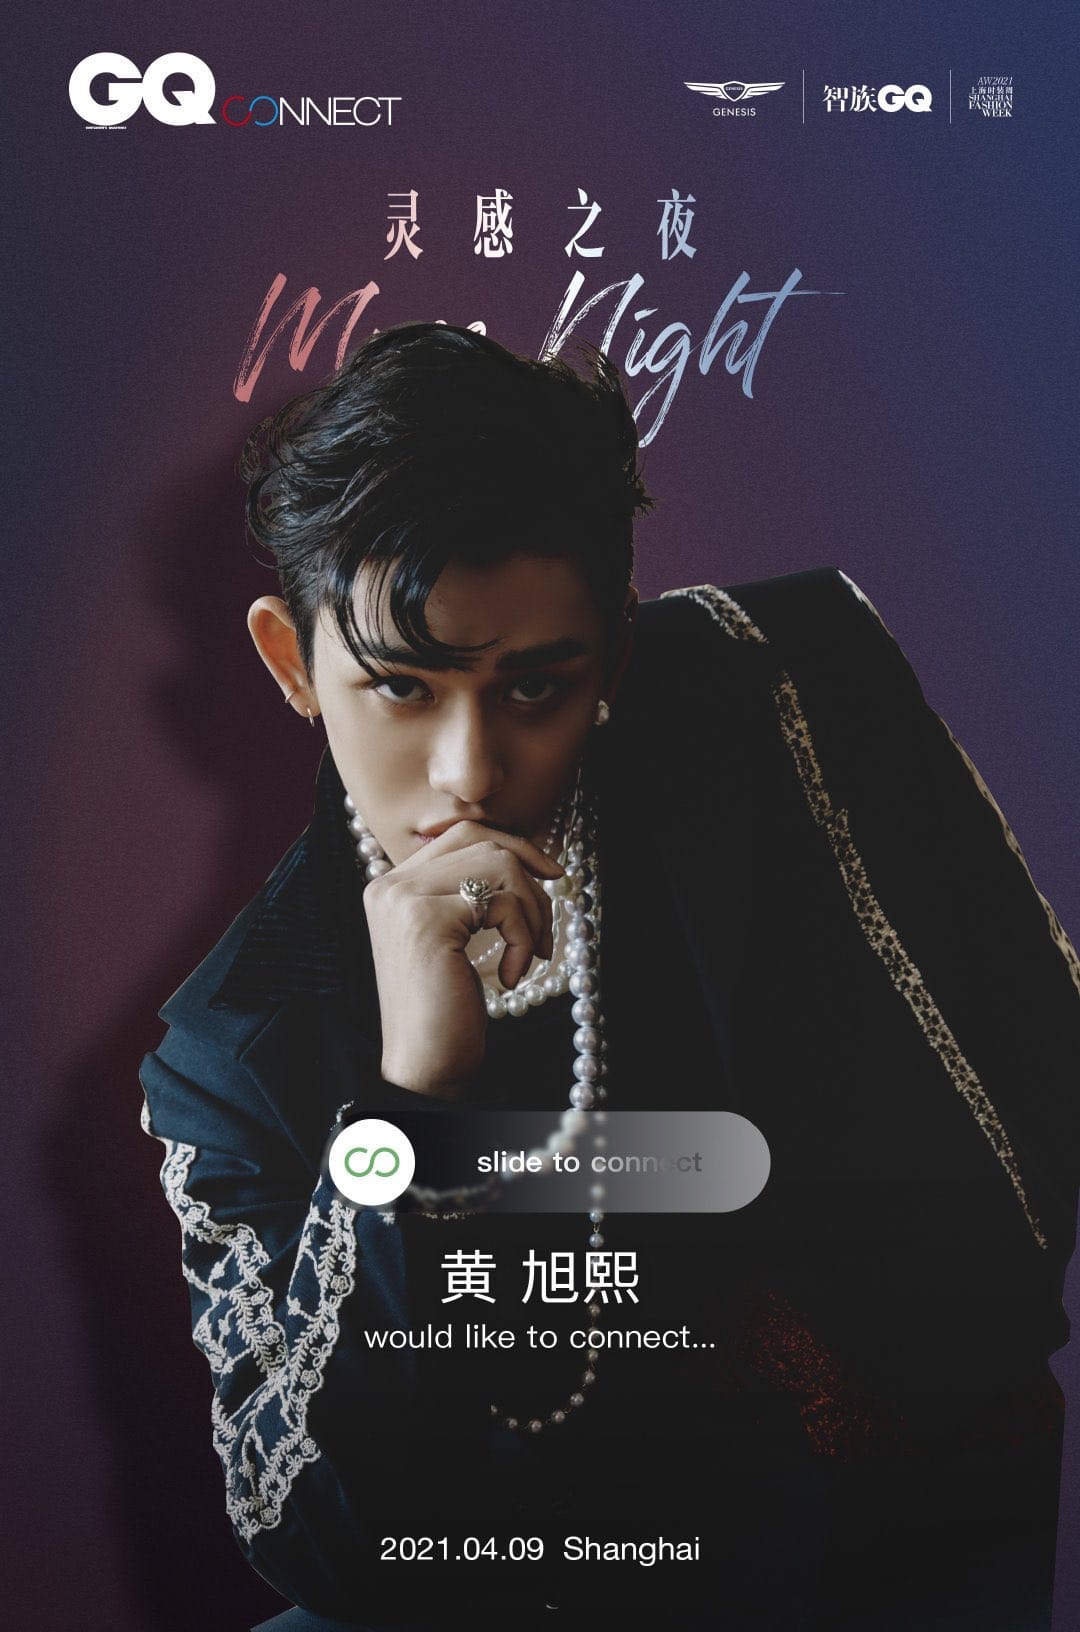 GQ CONNECT
GENESIS
智族GQ
AW2021
上海时装周
SHANGHAI
FASHION
WEEK
灵感之夜
Night
slide to connect
黄 旭熙
would like to connect...
2021.04.09 Shanghai